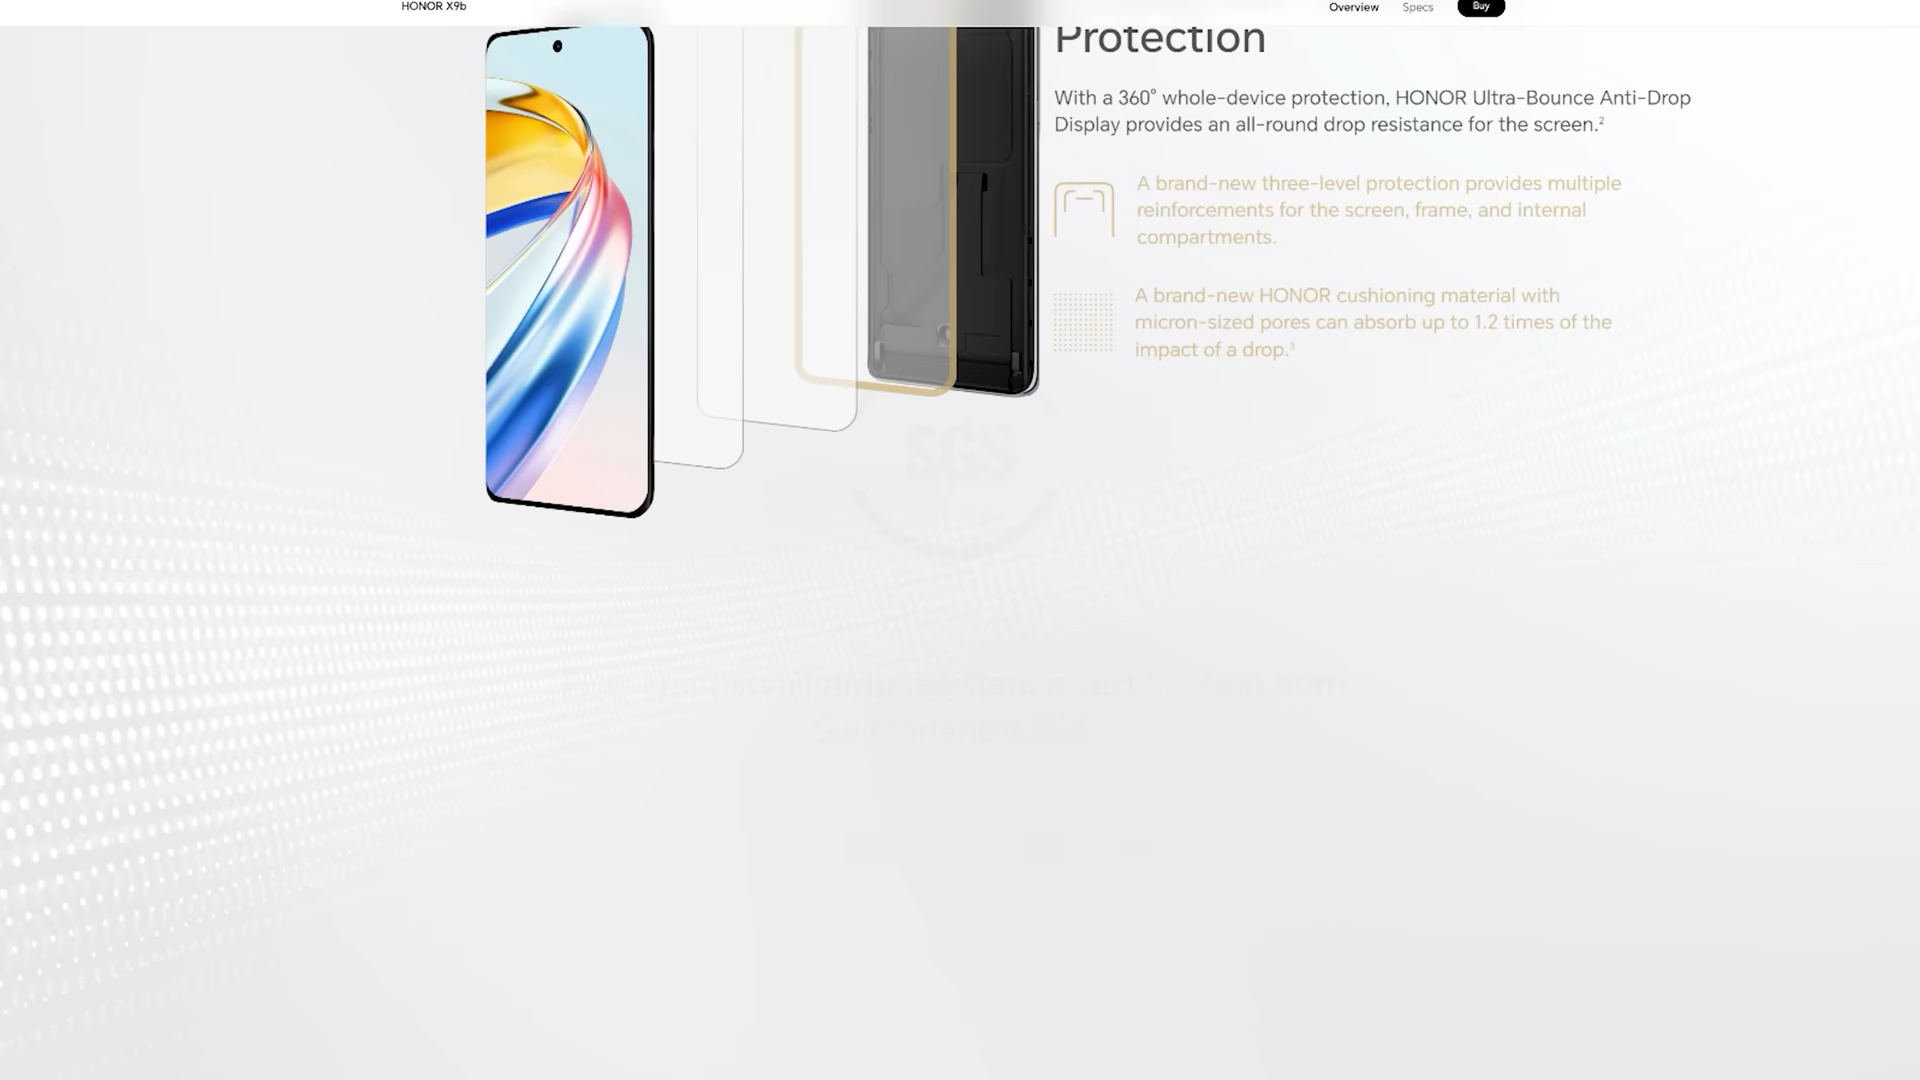 HONOR X9b
Overview
Specs
Buy
Protection
With a 360° whole-device protection, HONOR Ultra-Bounce Anti-Drop
Display provides an all-round drop resistance for the screen.²
A brand-new three-level protection provides multiple
reinforcements for the screen, frame, and internal
compartments.
A brand-new HONOR cushioning material with
micron-sized pores can absorb up to 1.2 times of the
impact of a drop.³
SGS